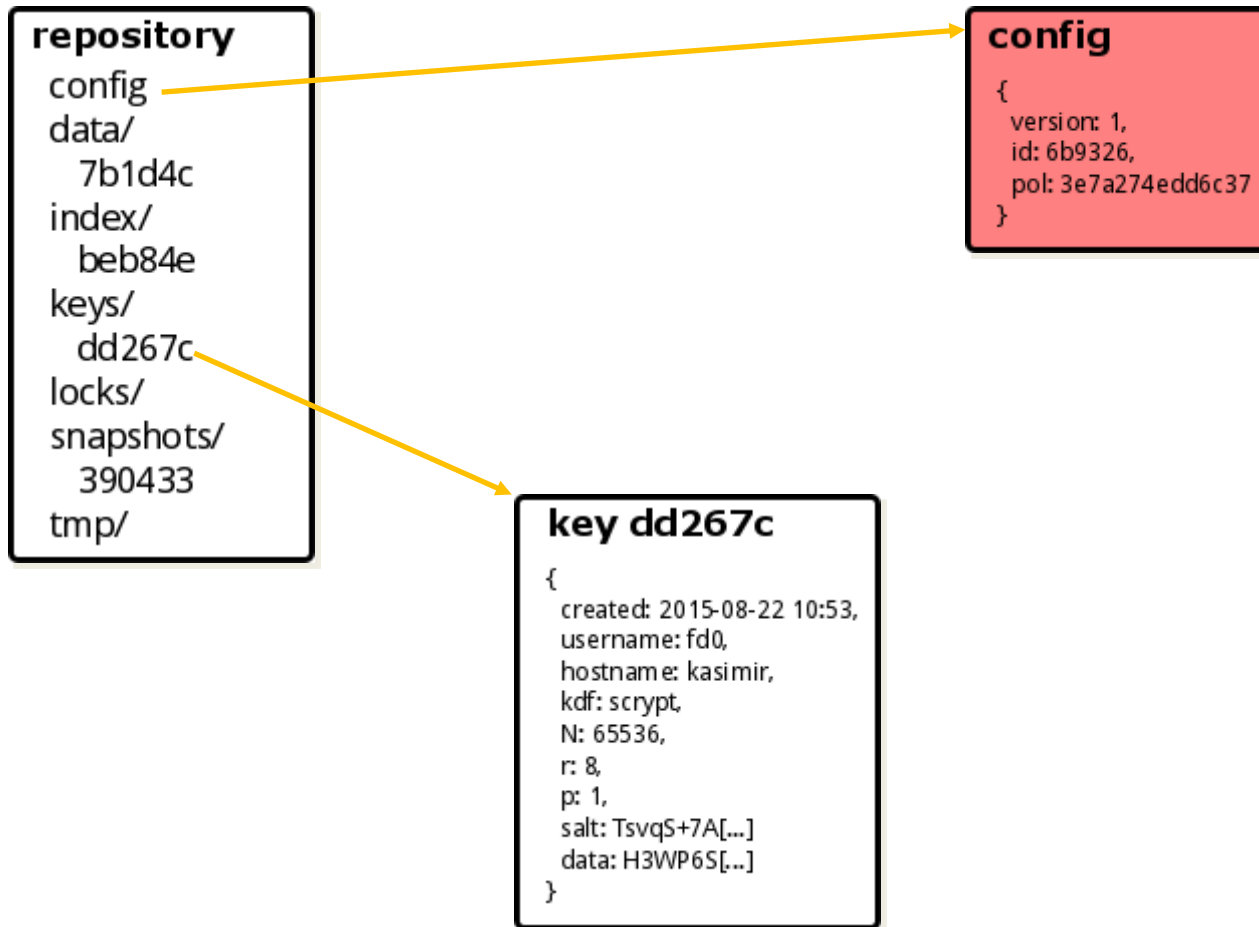 repository
config
data/
7b1d4c
index/
beb84e
keys/
dd267c
locks/
snapshots/
390433
tmp/
config
{
version: 1,
id: 6b9326,
pol: 3e7a274edd6c37
}
key dd267c
{
created: 2015-08-22 10:53,
username: fd0,
hostname: kasimir,
kdf: scrypt,
N: 65536,
r: 8,
p: 1,
salt: TsvqS+7A[...]
data: H3WP6S[...]
}